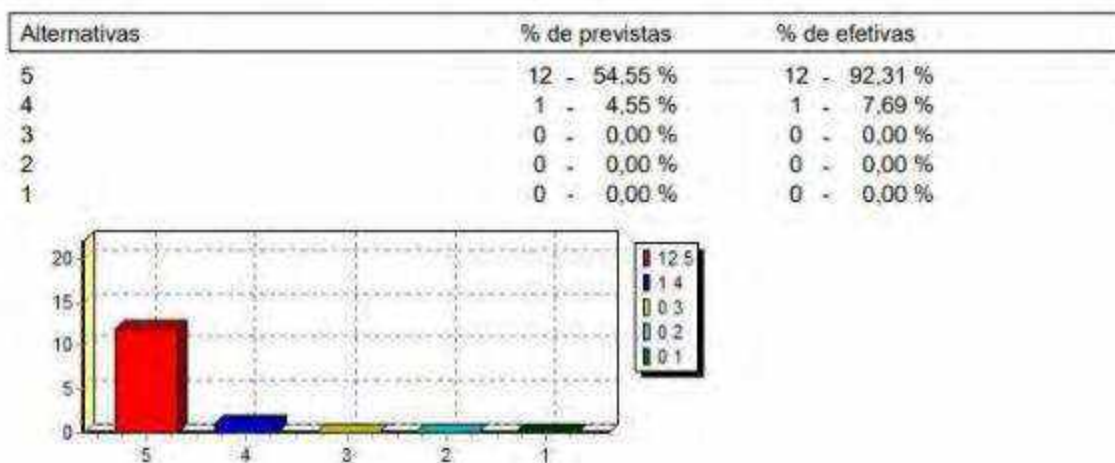 Alternativas % de previstas % de efetivas
5 12 - 54,55 % 12 - 92,31 %
4 1 - 4,55 % 1 - 7,69 %
3 0 - 0,00 % 0 - 0,00 %
2 0 - 0,00 % 0 - 0,00 %
1 0 - 0,00 % 0 - 0,00 %
20
15
10
5
0
5 4 3 2 1
12 5
1 4
0 3
0 2
0 1